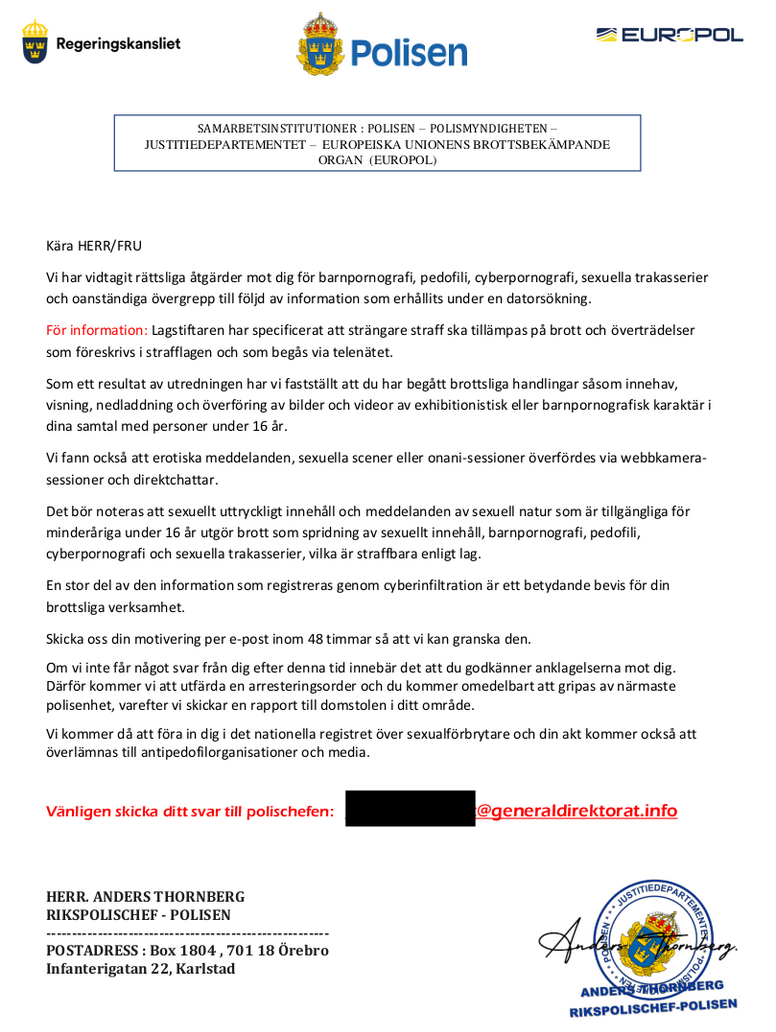 Regeringskansliet
Polisen
EUROPOL
SAMARBETSINSTITUTIONER : POLISEN – POLISMYNDIGHETEN –
JUSTITIEDEPARTEMENTET – EUROPEISKA UNIONENS BROTTSBEKÄMPANDE
ORGAN (EUROPOL)
Kära HERR/FRU
Vi har vidtagit rättsliga åtgärder mot dig för barnpornografi, pedofili, cyberpornografi, sexuella trakasserier
och oanständiga övergrepp till följd av information som erhållits under en datorsökning.
För information: Lagstiftaren har specificerat att strängare straff ska tillämpas på brott och överträdelser
som föreskrivs i strafflagen och som begås via telenätet.
Som ett resultat av utredningen har vi fastställt att du har begått brottsliga handlingar såsom innehav,
visning, nedladdning och överföring av bilder och videor av exhibitionistisk eller barnpornografisk karaktär i
dina samtal med personer under 16 år.
Vi fann också att erotiska meddelanden, sexuella scener eller onani-sessioner överfördes via webbkamera-
sessioner och direktchattar.
Det bör noteras att sexuellt uttryckligt innehåll och meddelanden av sexuell natur som är tillgängliga för
minderåriga under 16 år utgör brott som spridning av sexuellt innehåll, barnpornografi, pedofili,
cyberpornografi och sexuella trakasserier, vilka är straffbara enligt lag.
En stor del av den information som registreras genom cyberinfiltration är ett betydande bevis för din
brottsliga verksamhet.
Skicka oss din motivering per e-post inom 48 timmar så att vi kan granska den.
Om vi inte får något svar från dig efter denna tid innebär det att du godkänner anklagelserna mot dig.
Därför kommer vi att utfärda en arresteringsorder och du kommer omedelbart att gripas av närmaste
polisenhet, varefter vi skickar en rapport till domstolen i ditt område.
Vi kommer då att föra in dig i det nationella registret över sexualförbrytare och din akt kommer också att
överlämnas till antipedofilorganisationer och media.
Vänligen skicka ditt svar till polischefen: @generaldirektorat.info
HERR. ANDERS THORNBERG
RIKSPOLISCHEF - POLISEN
-------------------------------------------------------
POSTADRESS : Box 1804 , 701 18 Örebro
Infanterigatan 22, Karlstad
JUSTITIEDEPARTEMENTET
POLISEN
POLISMYNDIGHETEN
Anders Thornberg.
ANDERS THORNBERG
RIKSPOLISCHEF-POLISEN